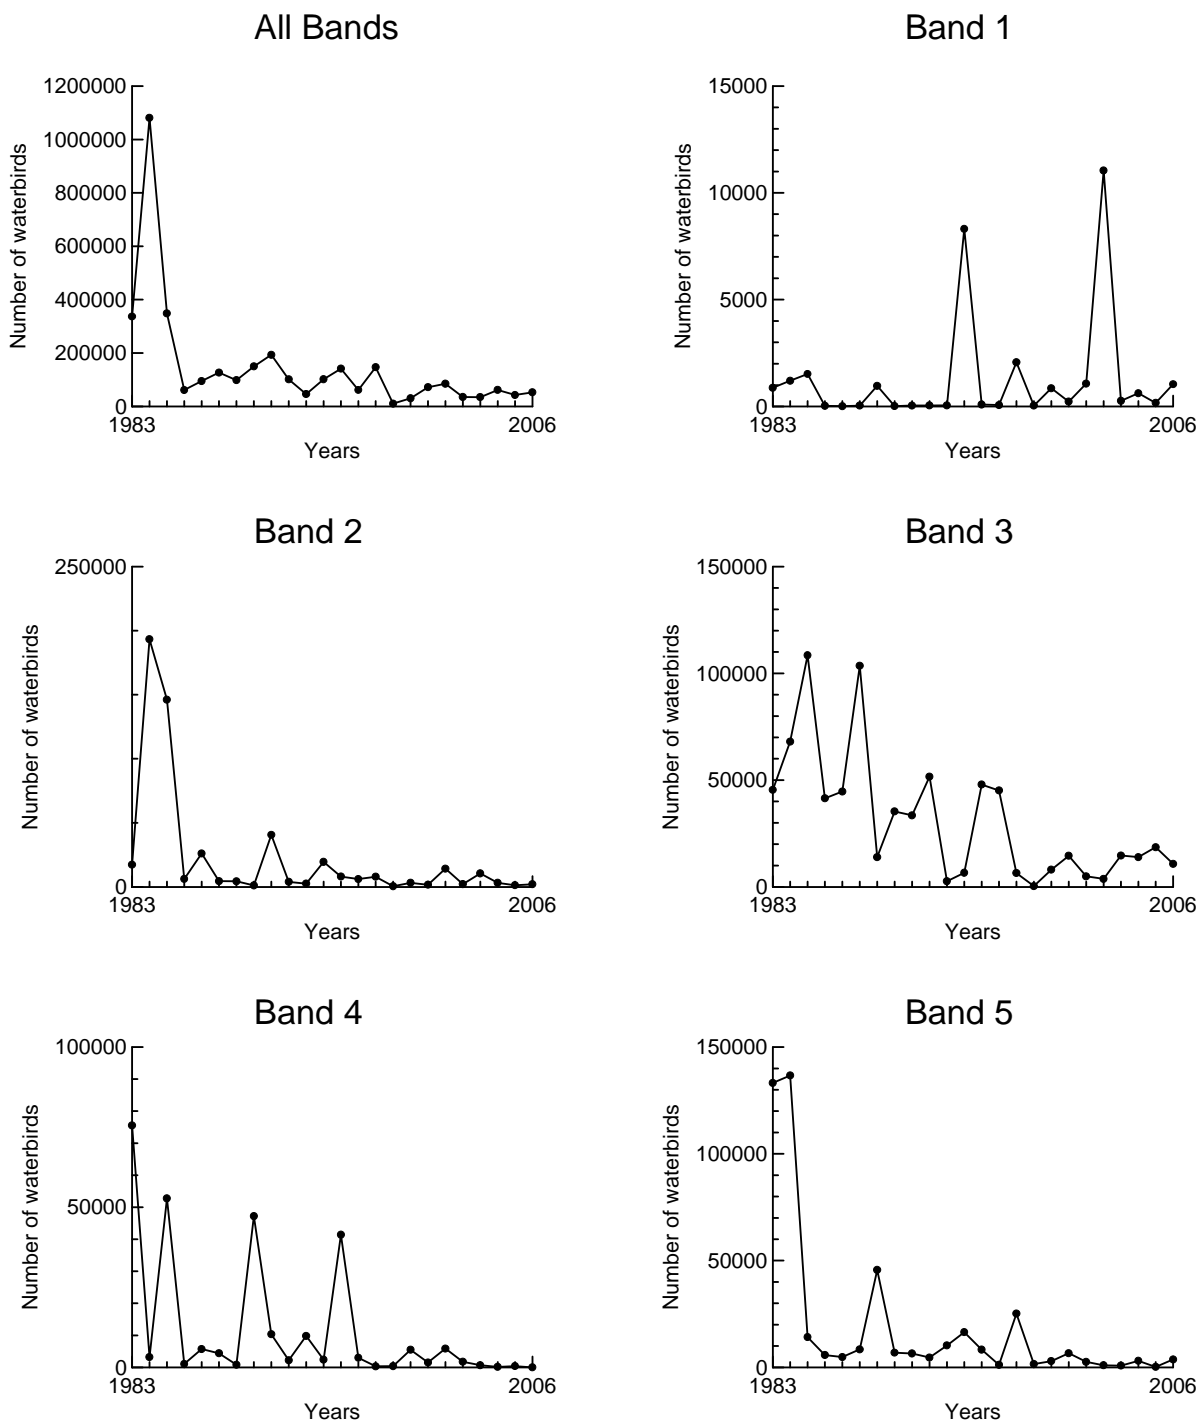 All Bands
Band 1
1200000
1000000
800000
600000
400000
200000
0
Number of waterbirds
1983
2006
Years
15000
10000
5000
0
Number of waterbirds
1983
2006
Years
Band 2
Band 3
250000
0
Number of waterbirds
1983
2006
Years
150000
100000
50000
0
Number of waterbirds
1983
2006
Years
Band 4
Band 5
100000
50000
0
Number of waterbirds
1983
2006
Years
150000
100000
50000
0
Number of waterbirds
1983
2006
Years